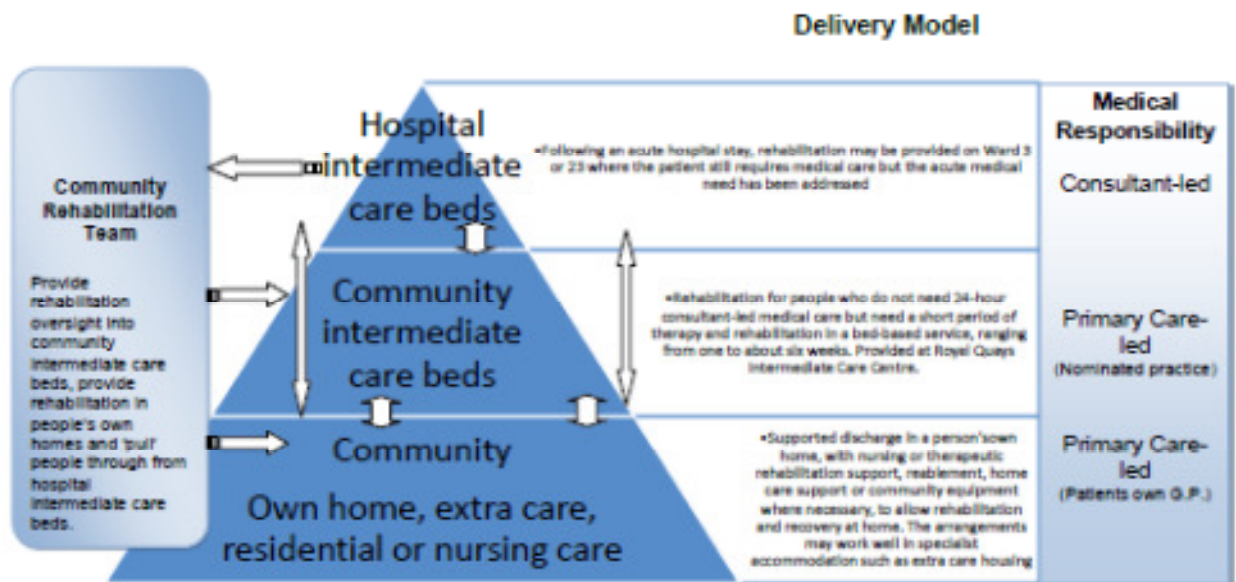 Delivery Model
Community
Rehabilitation
Team
Provide
rehabilitation
oversight into
community
intermediate care
beds, provide
rehabilitation in
people's own
homes and 'pull'
people through from
hospital
intermediate care
beds.
Hospital
intermediate
care beds
•Following an acute hospital stay, rehabilitation may be provided on Ward 3
or 23 where the patient still requires medical care but the acute medical
need has been addressed
Medical
Responsibility
Consultant-led
Community
intermediate
care beds
•Rehabilitation for people who do not need 24-hour
consultant-led medical care but need a short period of
therapy and rehabilitation in a bed-based service, ranging
from one to about six weeks. Provided at Royal Quays
Intermediate Care Centre.
Primary Care-
led
(Nominated practice)
Community
Own home, extra care,
residential or nursing care
•Supported discharge in a person'sown
home, with nursing or therapeutic
rehabilitation support, reablement, home
care support or community equipment
where necessary, to allow rehabilitation
and recovery at home. The arrangements
may work well in specialist
accommodation such as extra care housing
Primary Care-
led
(Patients own G.P.)